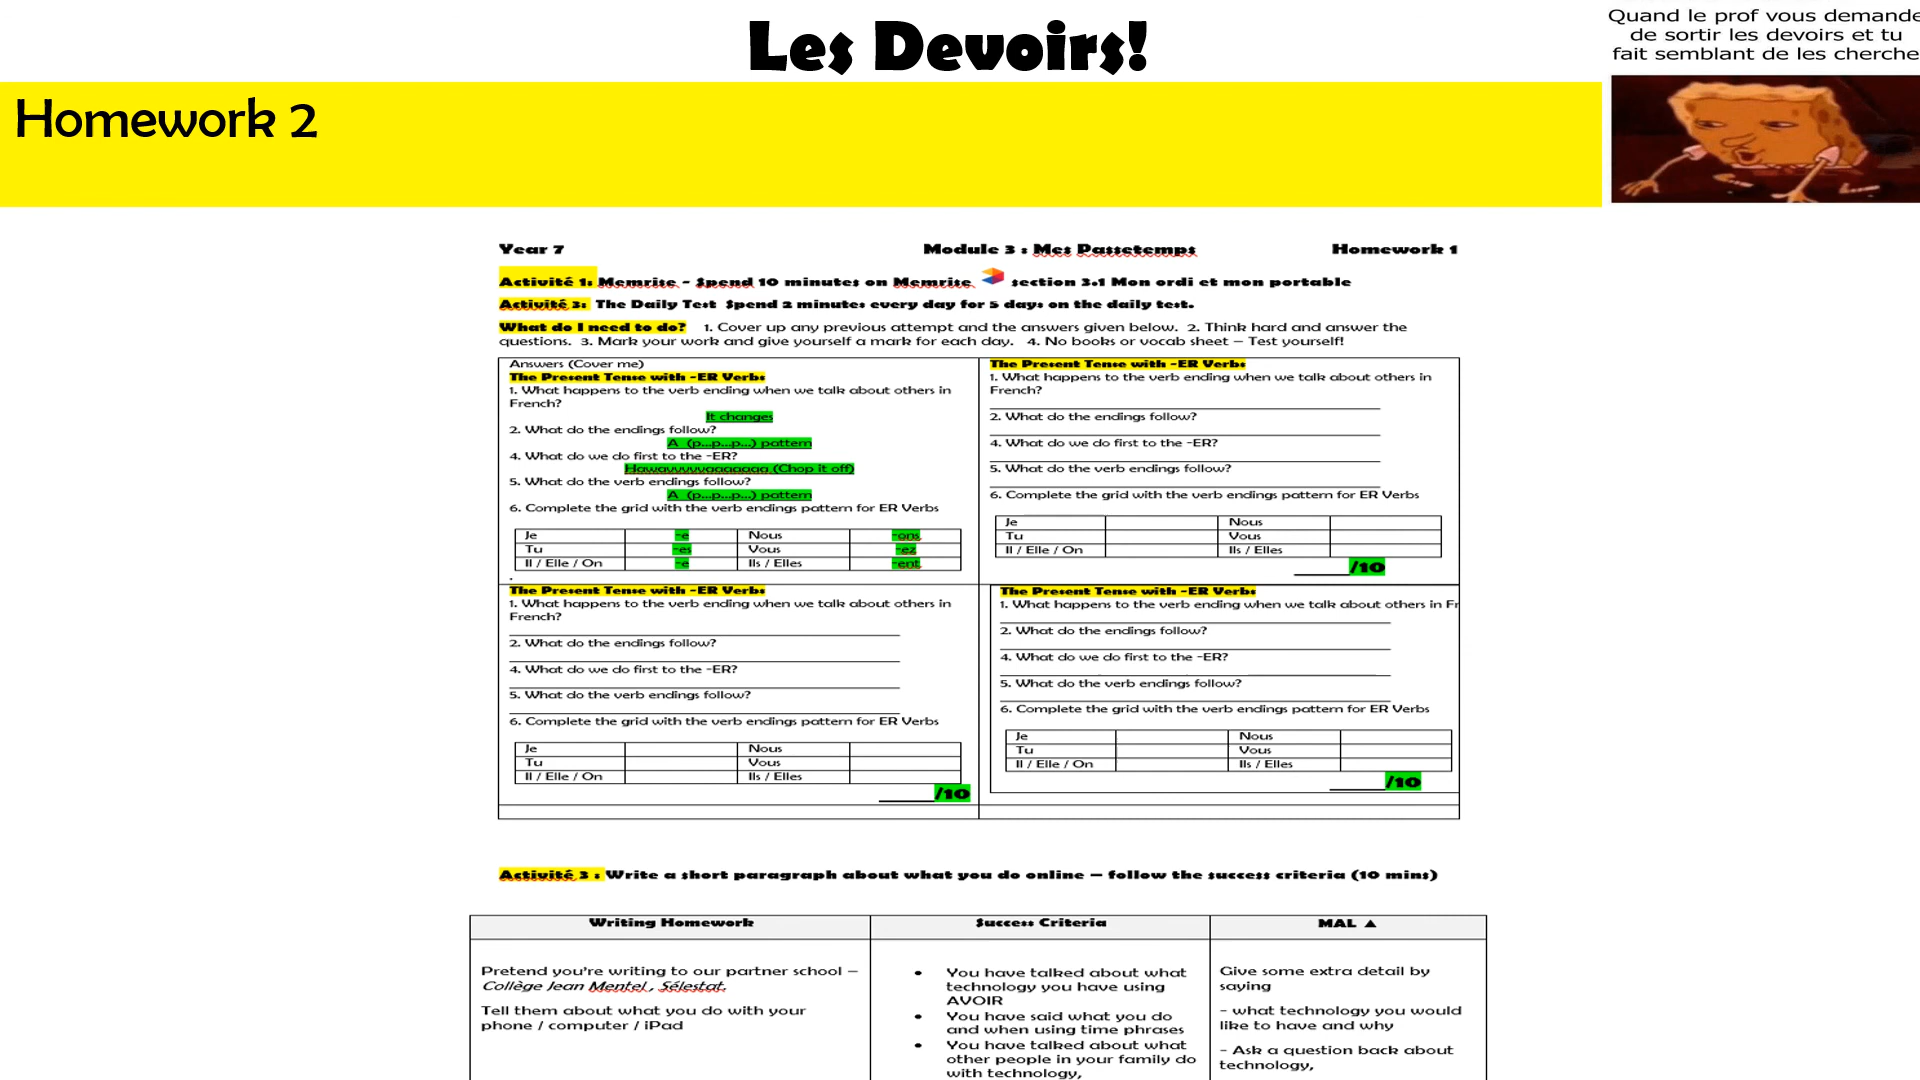 Les Devoirs!
Quand le prof vous demande
de sortir les devoirs et tu
fait semblant de les cherche
Homework 2
Year 7 Module 3 : Mes Passetemps Homework 1
Activité 1: Memrise - Spend 10 minutes on Memrise section 3.1 Mon ordi et mon portable
Activité 3: The Daily Test Spend 2 minutes every day for 5 days on the daily test.
What do I need to do? 1. Cover up any previous attempt and the answers given below. 2. Think hard and answer the
questions. 3. Mark your work and give yourself a mark for each day. 4. No books or vocab sheet – Test yourself!
Answers (Cover me)
The Present Tense with -ER Verbs
1. What happens to the verb ending when we talk about others in
French?
It changes
2. What do the endings follow?
A (p...p...p...) pattern
4. What do we do first to the -ER?
(Chop it off)
5. What do the verb endings follow?
A (p...p...p...) pattern
6. Complete the grid with the verb endings pattern for ER Verbs
Je -e Nous -ons
Tu -es Vous -ez
Il / Elle / On -e Ils / Elles -ent
.
The Present Tense with -ER Verbs
1. What happens to the verb ending when we talk about others in
French?
2. What do the endings follow?
4. What do we do first to the -ER?
5. What do the verb endings follow?
6. Complete the grid with the verb endings pattern for ER Verbs
Je Nous
Tu Vous
Il / Elle / On Ils / Elles
______/10
The Present Tense with -ER Verbs
1. What happens to the verb ending when we talk about others in
French?
2. What do the endings follow?
4. What do we do first to the -ER?
5. What do the verb endings follow?
6. Complete the grid with the verb endings pattern for ER Verbs
Je Nous
Tu Vous
Il / Elle / On Ils / Elles
______/10
The Present Tense with -ER Verbs
1. What happens to the verb ending when we talk about others in Fr
2. What do the endings follow?
4. What do we do first to the -ER?
5. What do the verb endings follow?
6. Complete the grid with the verb endings pattern for ER Verbs
Je Nous
Tu Vous
Il / Elle / On Ils / Elles
______/10
Activité 3 : Write a short paragraph about what you do online – follow the success criteria (10 mins)
Writing Homework
Pretend you're writing to our partner school –
Collège Jean Mentel , Sélestat.
Tell them about what you do with your
phone / computer / iPad
Success Criteria
• You have talked about what
technology you have using
AVOIR
• You have said what you do
and when using time phrases
• You have talked about what
other people in your family do
with technology,
MAL ▲
Give some extra detail by
saying
- what technology you would
like to have and why
- Ask a question back about
technology,